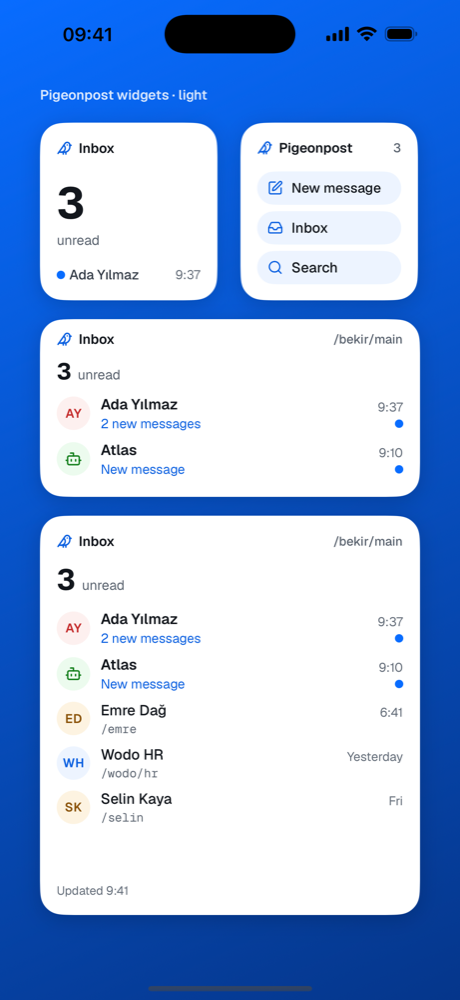 09:41
Pigeonpost widgets · light
Inbox
3
unread
Ada Yılmaz 9:37
Pigeonpost 3
New message
Inbox
Search
Inbox /bekir/main
3 unread
AY Ada Yılmaz 9:37
2 new messages
Atlas 9:10
New message
Inbox /bekir/main
3 unread
AY Ada Yılmaz 9:37
2 new messages
Atlas 9:10
New message
ED Emre Dağ 6:41
/emre
WH Wodo HR Yesterday
/wodo/hr
SK Selin Kaya Fri
/selin
Updated 9:41